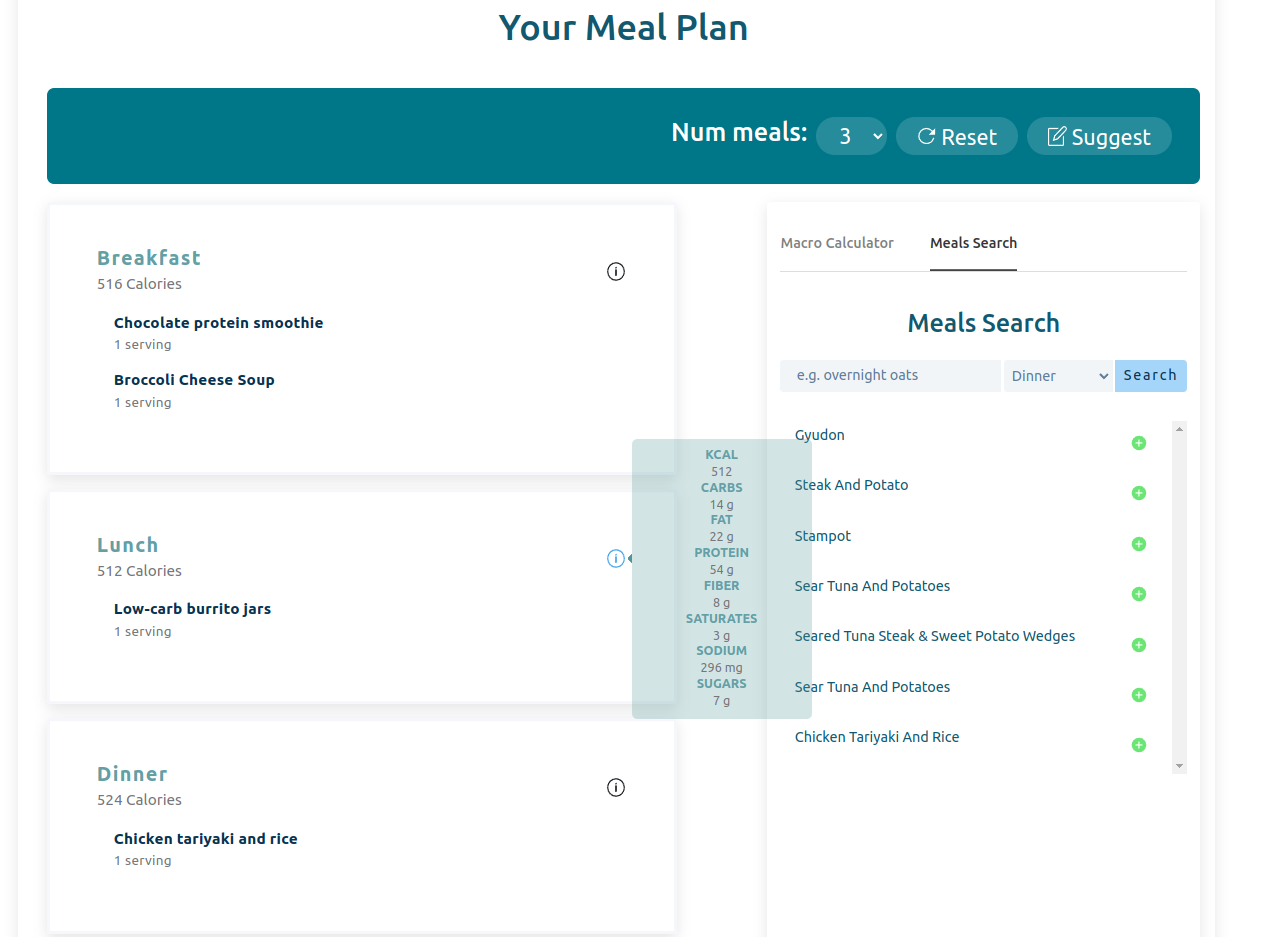 Your Meal Plan
Num meals: 3 Reset Suggest
Breakfast
516 Calories
Chocolate protein smoothie
1 serving
Broccoli Cheese Soup
1 serving
Lunch
512 Calories
Low-carb burrito jars
1 serving
Dinner
524 Calories
Chicken tariyaki and rice
1 serving
KCAL
512
CARBS
14 g
FAT
22 g
PROTEIN
54 g
FIBER
8 g
SATURATES
3 g
SODIUM
296 mg
SUGARS
7 g
Macro Calculator Meals Search
Meals Search
e.g. overnight oats Dinner Search
Gyudon
Steak And Potato
Stampot
Sear Tuna And Potatoes
Seared Tuna Steak & Sweet Potato Wedges
Sear Tuna And Potatoes
Chicken Tariyaki And Rice